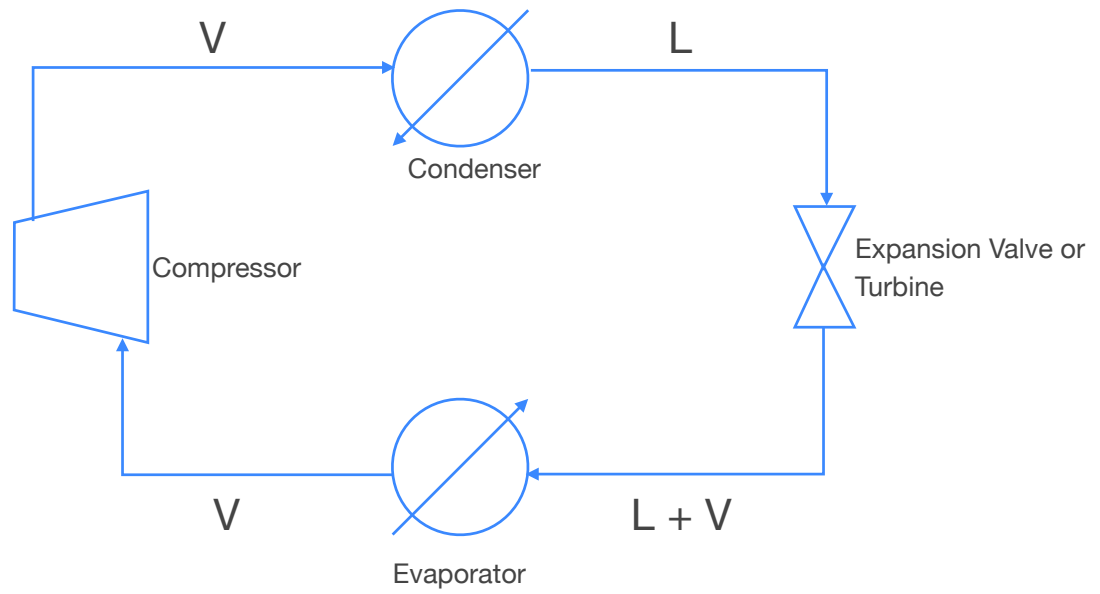 V
L
Condenser
Compressor
Expansion Valve or
Turbine
V
L + V
Evaporator